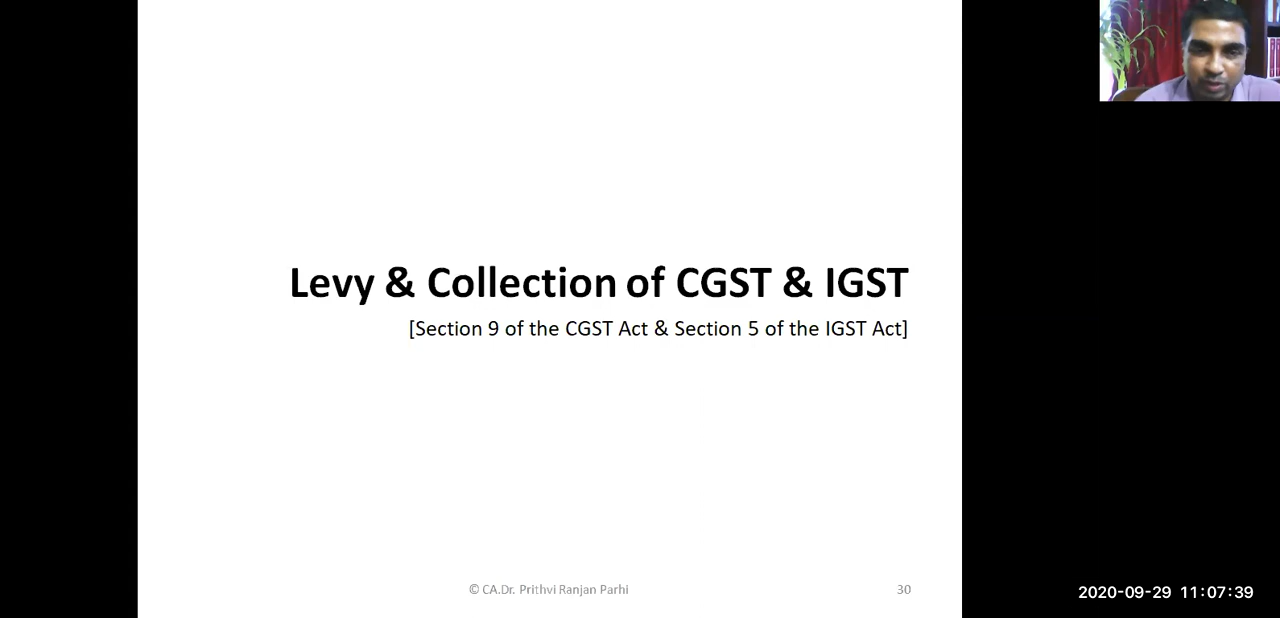 Levy & Collection of CGST & IGST
[Section 9 of the CGST Act & Section 5 of the IGST Act]
© CA.Dr. Prithvi Ranjan Parhi
30
2020-09-29 11:07:39